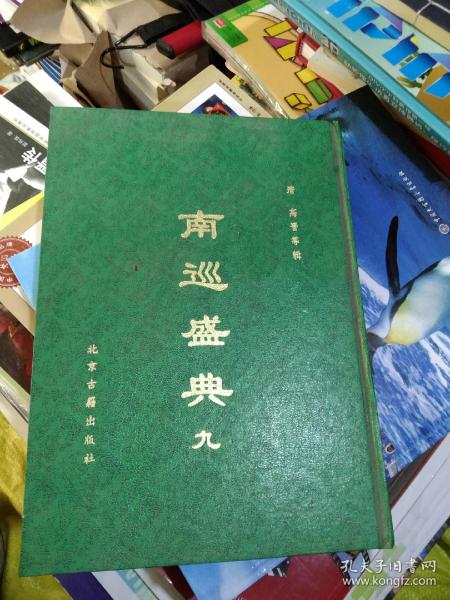 清 高晋等辑
南巡盛典 九
北京古籍出版社
孔夫子旧书网
www.kongfz.com